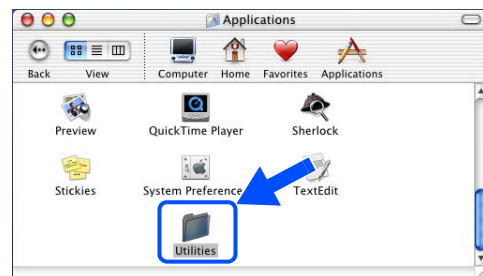 Applications
Back View Computer Home Favorites Applications
Preview QuickTime Player Sherlock
Stickies System Preference TextEdit
Utilities